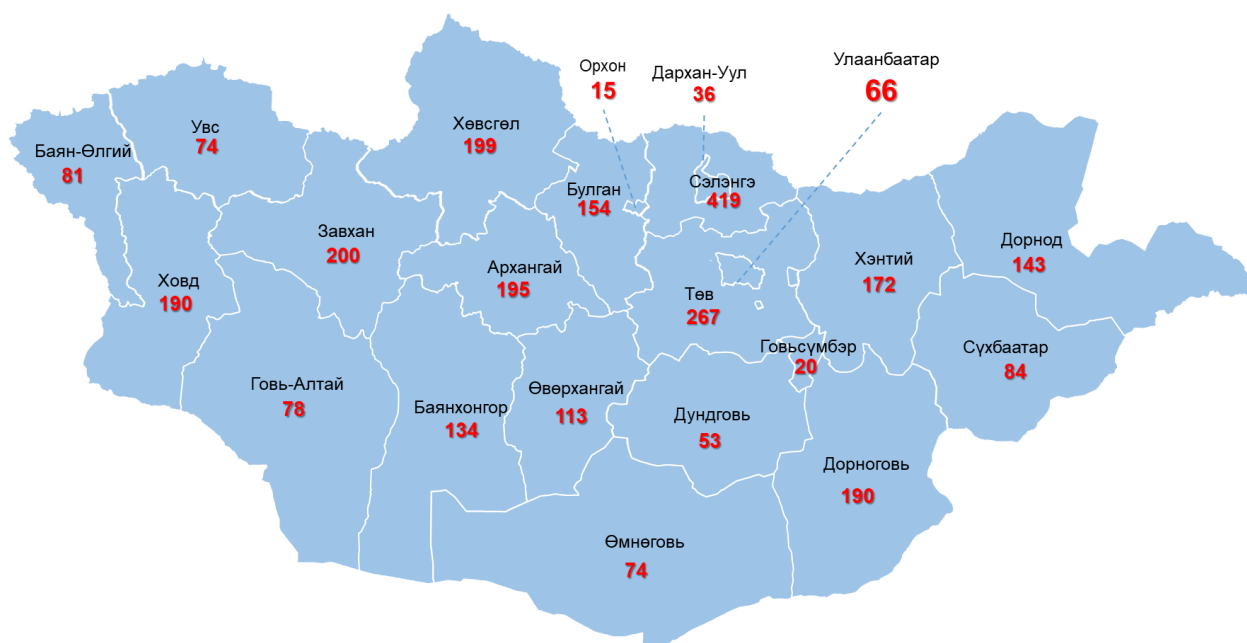 Орхон
15
Дархан-Уул
36
Улаанбаатар
66
Баян-Өлгий
81
Увс
74
Хөвсгөл
199
Булган
154
Сэлэнгэ
419
Завхан
200
Архангай
195
Ховд
190
Төв
267
Хэнтий
172
Дорнод
143
Говьсүмбэр
20
Сүхбаатар
84
Говь-Алтай
78
Баянхонгор
134
Өвөрхангай
113
Дундговь
53
Дорноговь
190
Өмнөговь
74